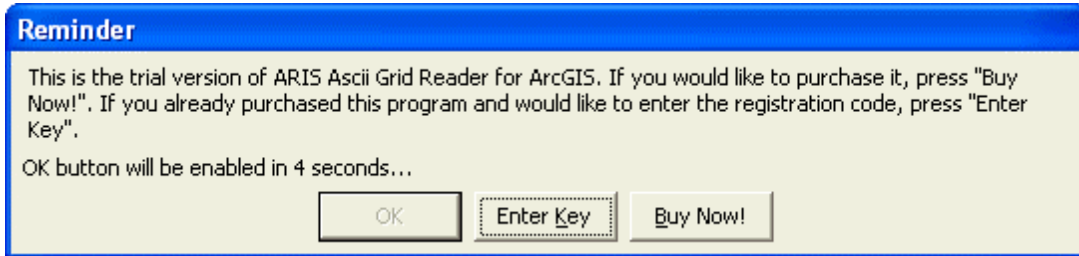 Reminder
This is the trial version of ARIS Ascii Grid Reader for ArcGIS. If you would like to purchase it, press "Buy
Now!". If you already purchased this program and would like to enter the registration code, press "Enter
Key".
OK button will be enabled in 4 seconds...
OK Enter Key Buy Now!